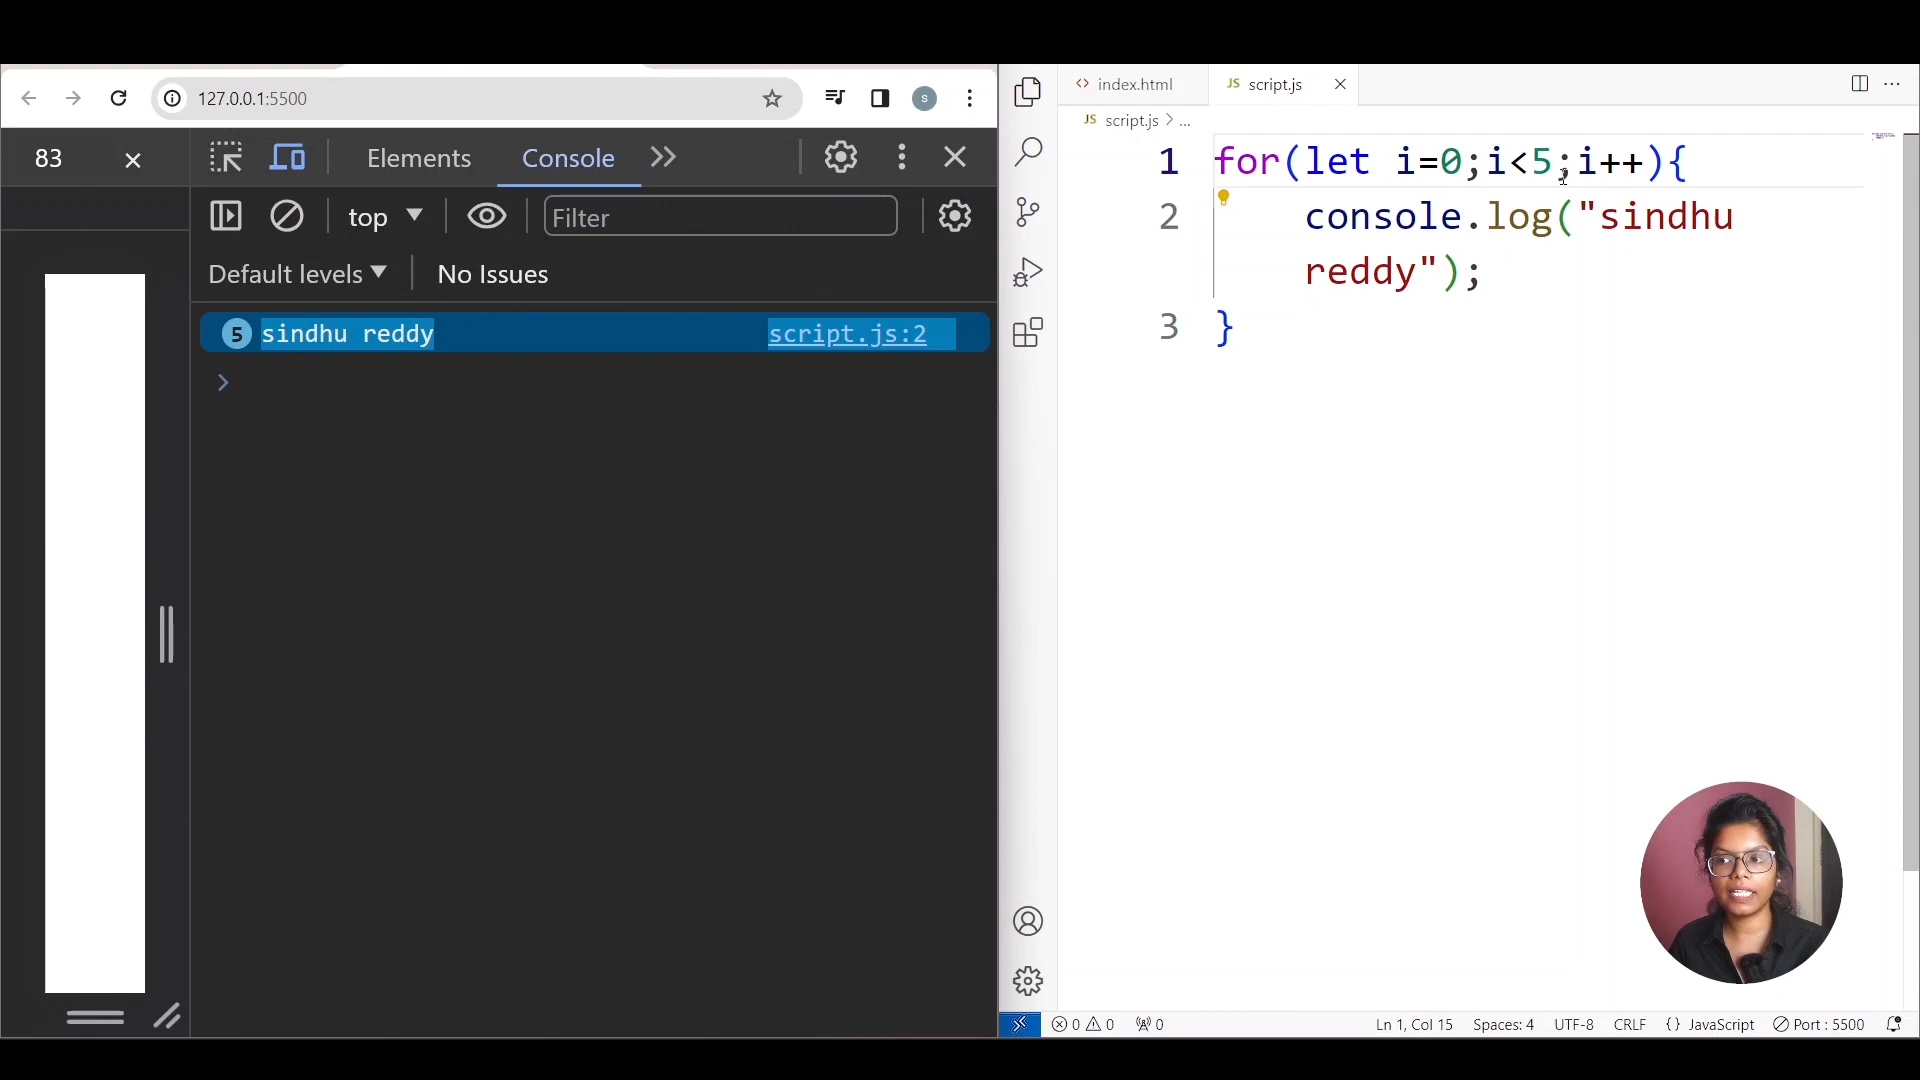 127.0.0.1:5500
S
83
Elements
Console
top
Filter
Default levels
No Issues
5 sindhu reddy script.js:2
index.html
JS script.js
JS script.js > ...
1 for(let i=0;i<5;i++){
2 console.log("sindhu
reddy");
3 }
0 0 0
Ln 1, Col 15 Spaces: 4 UTF-8 CRLF {} JavaScript Port : 5500